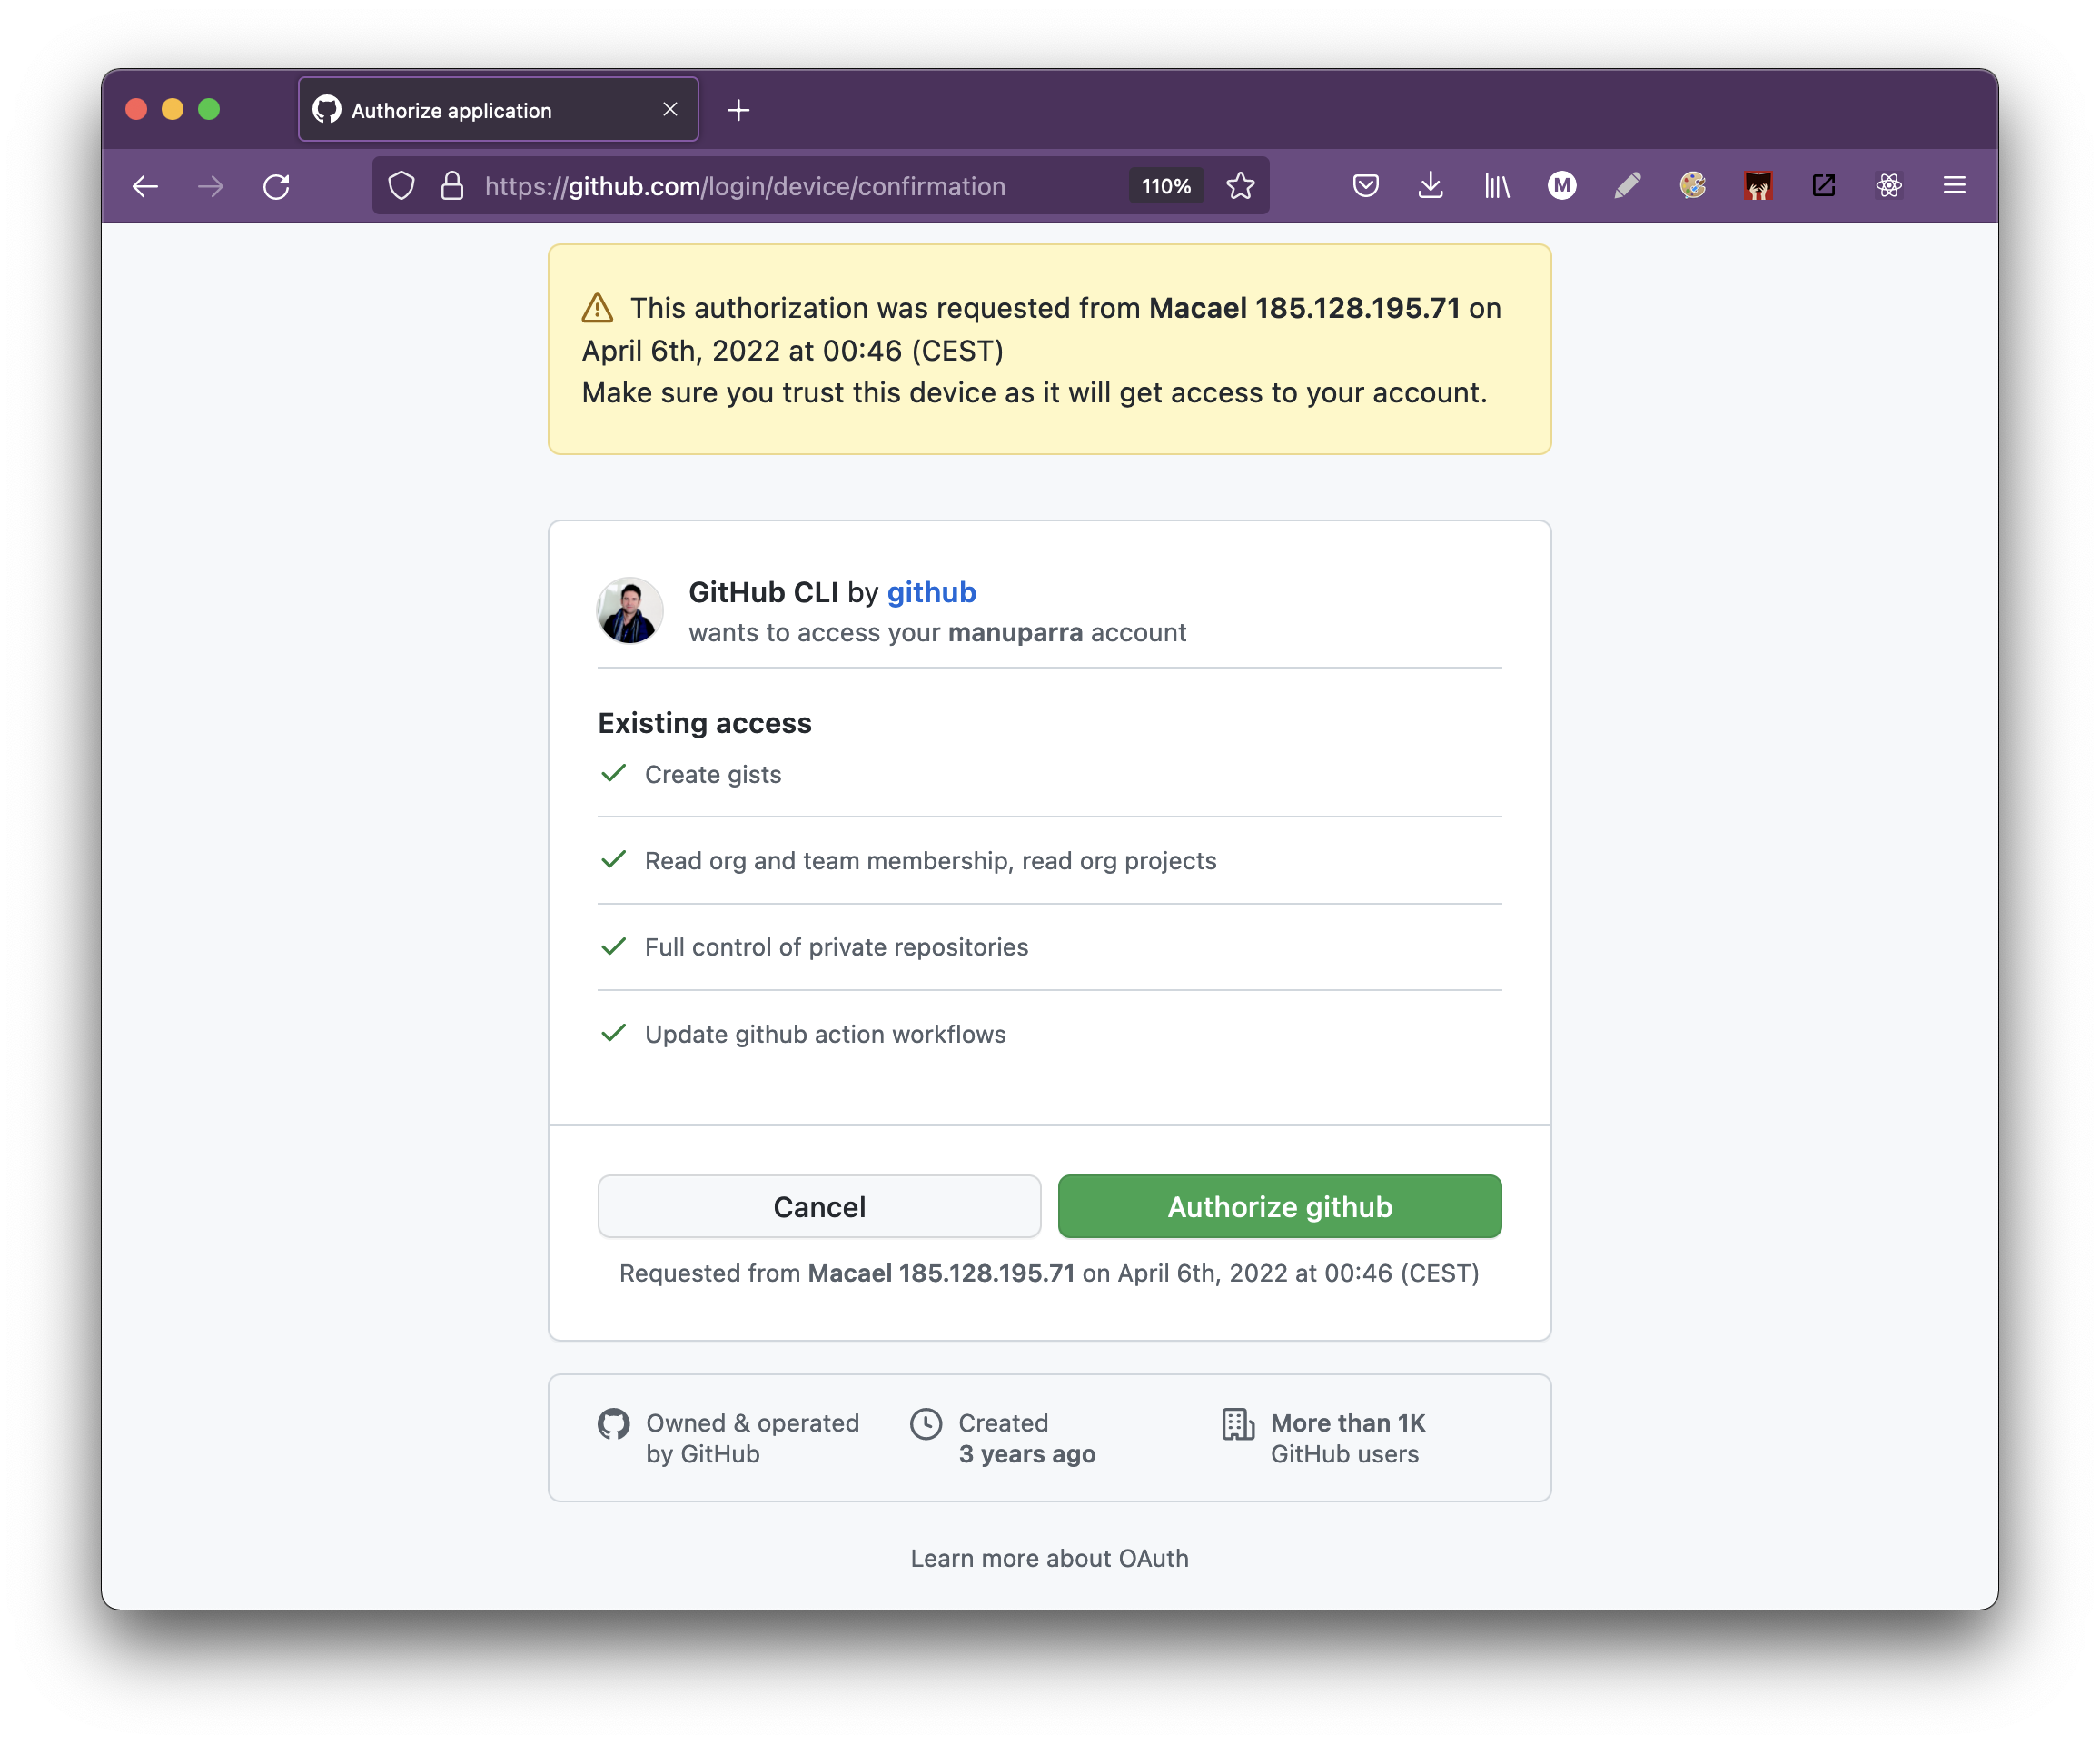 Authorize application
https://github.com/login/device/confirmation
110%
M
This authorization was requested from Macael 185.128.195.71 on
April 6th, 2022 at 00:46 (CEST)
Make sure you trust this device as it will get access to your account.
GitHub CLI by github
wants to access your manuparra account
Existing access
Create gists
Read org and team membership, read org projects
Full control of private repositories
Update github action workflows
Cancel
Authorize github
Requested from Macael 185.128.195.71 on April 6th, 2022 at 00:46 (CEST)
Owned & operated
by GitHub
Created
3 years ago
More than 1K
GitHub users
Learn more about OAuth